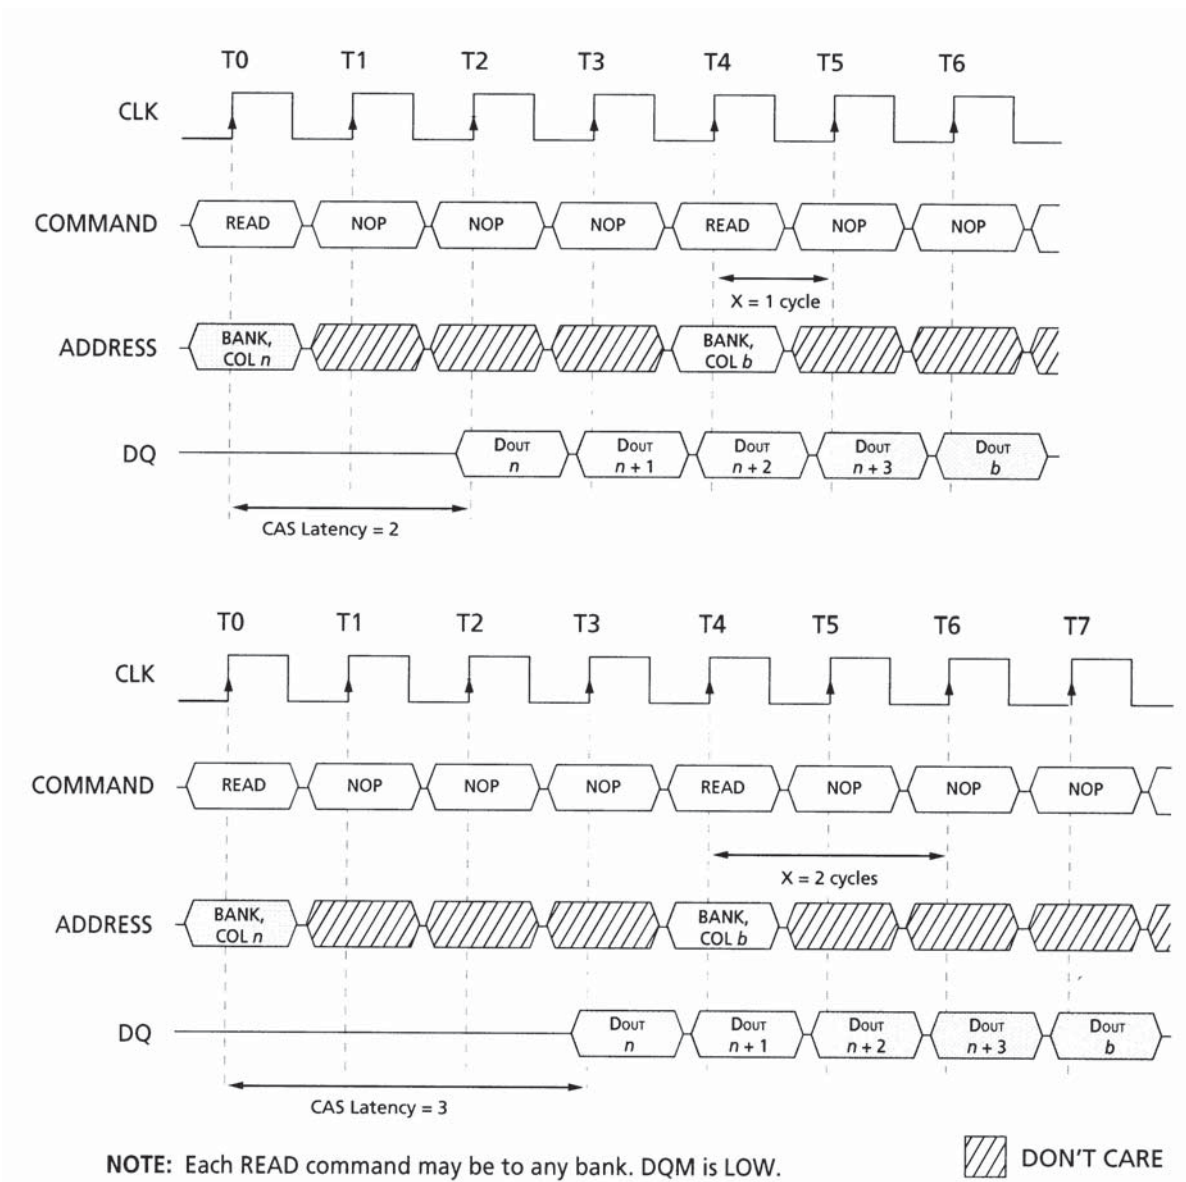 T0 T1 T2 T3 T4 T5 T6
CLK
COMMAND READ NOP NOP NOP READ NOP NOP
X = 1 cycle
ADDRESS BANK, COL n BANK, COL b
DQ DOUT n DOUT n + 1 DOUT n + 2 DOUT n + 3 DOUT b
CAS Latency = 2
T0 T1 T2 T3 T4 T5 T6 T7
CLK
COMMAND READ NOP NOP NOP READ NOP NOP NOP
X = 2 cycles
ADDRESS BANK, COL n BANK, COL b
DQ DOUT n DOUT n + 1 DOUT n + 2 DOUT n + 3 DOUT b
CAS Latency = 3
NOTE: Each READ command may be to any bank. DQM is LOW.
DON'T CARE